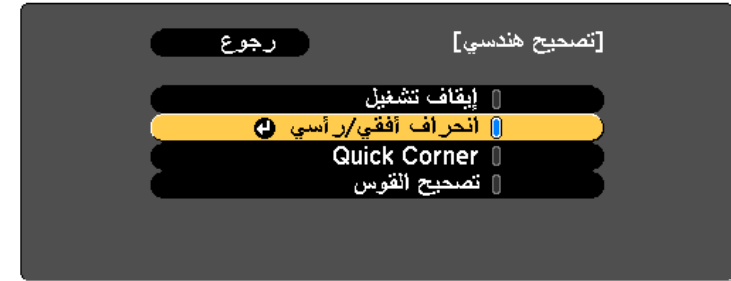 [تصحيح هندسي] رجوع
إيقاف تشغيل
انحراف أفقي/رأسي
Quick Corner
تصحيح القوس